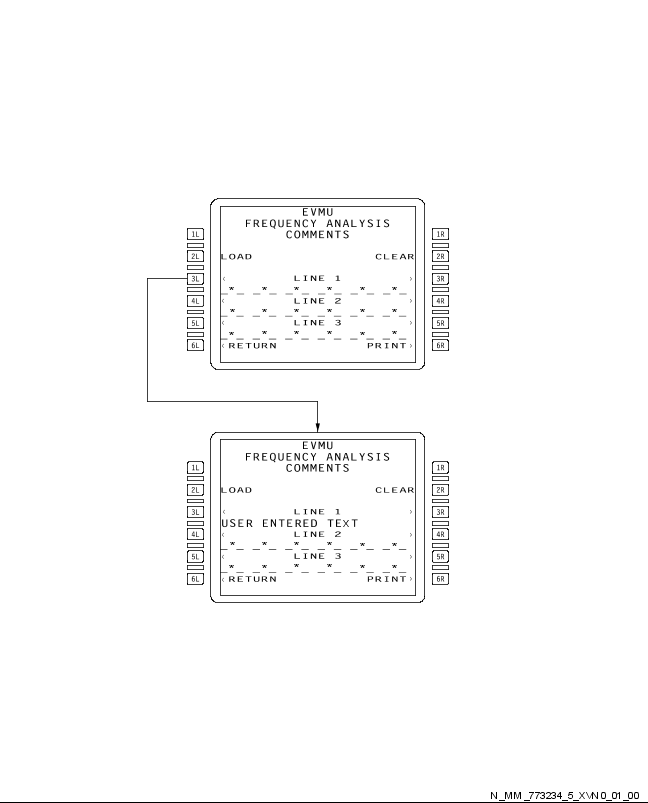 EVMU
FREQUENCY ANALYSIS
1L COMMENTS 1R
2L LOAD CLEAR 2R
3L < LINE 1 > 3R
_*_ _*_ _*_ _*_ _*_ _*_
4L < LINE 2 > 4R
_*_ _*_ _*_ _*_ _*_ _*_
5L < LINE 3 > 5R
_*_ _*_ _*_ _*_ _*_ _*_
6L <RETURN PRINT> 6R
EVMU
FREQUENCY ANALYSIS
1L COMMENTS 1R
2L LOAD CLEAR 2R
3L < LINE 1 > 3R
USER ENTERED TEXT
4L < LINE 2 > 4R
_*_ _*_ _*_ _*_ _*_ _*_
5L < LINE 3 > 5R
_*_ _*_ _*_ _*_ _*_ _*_
6L <RETURN PRINT> 6R
N_MM_773234_5_XVN0_01_00